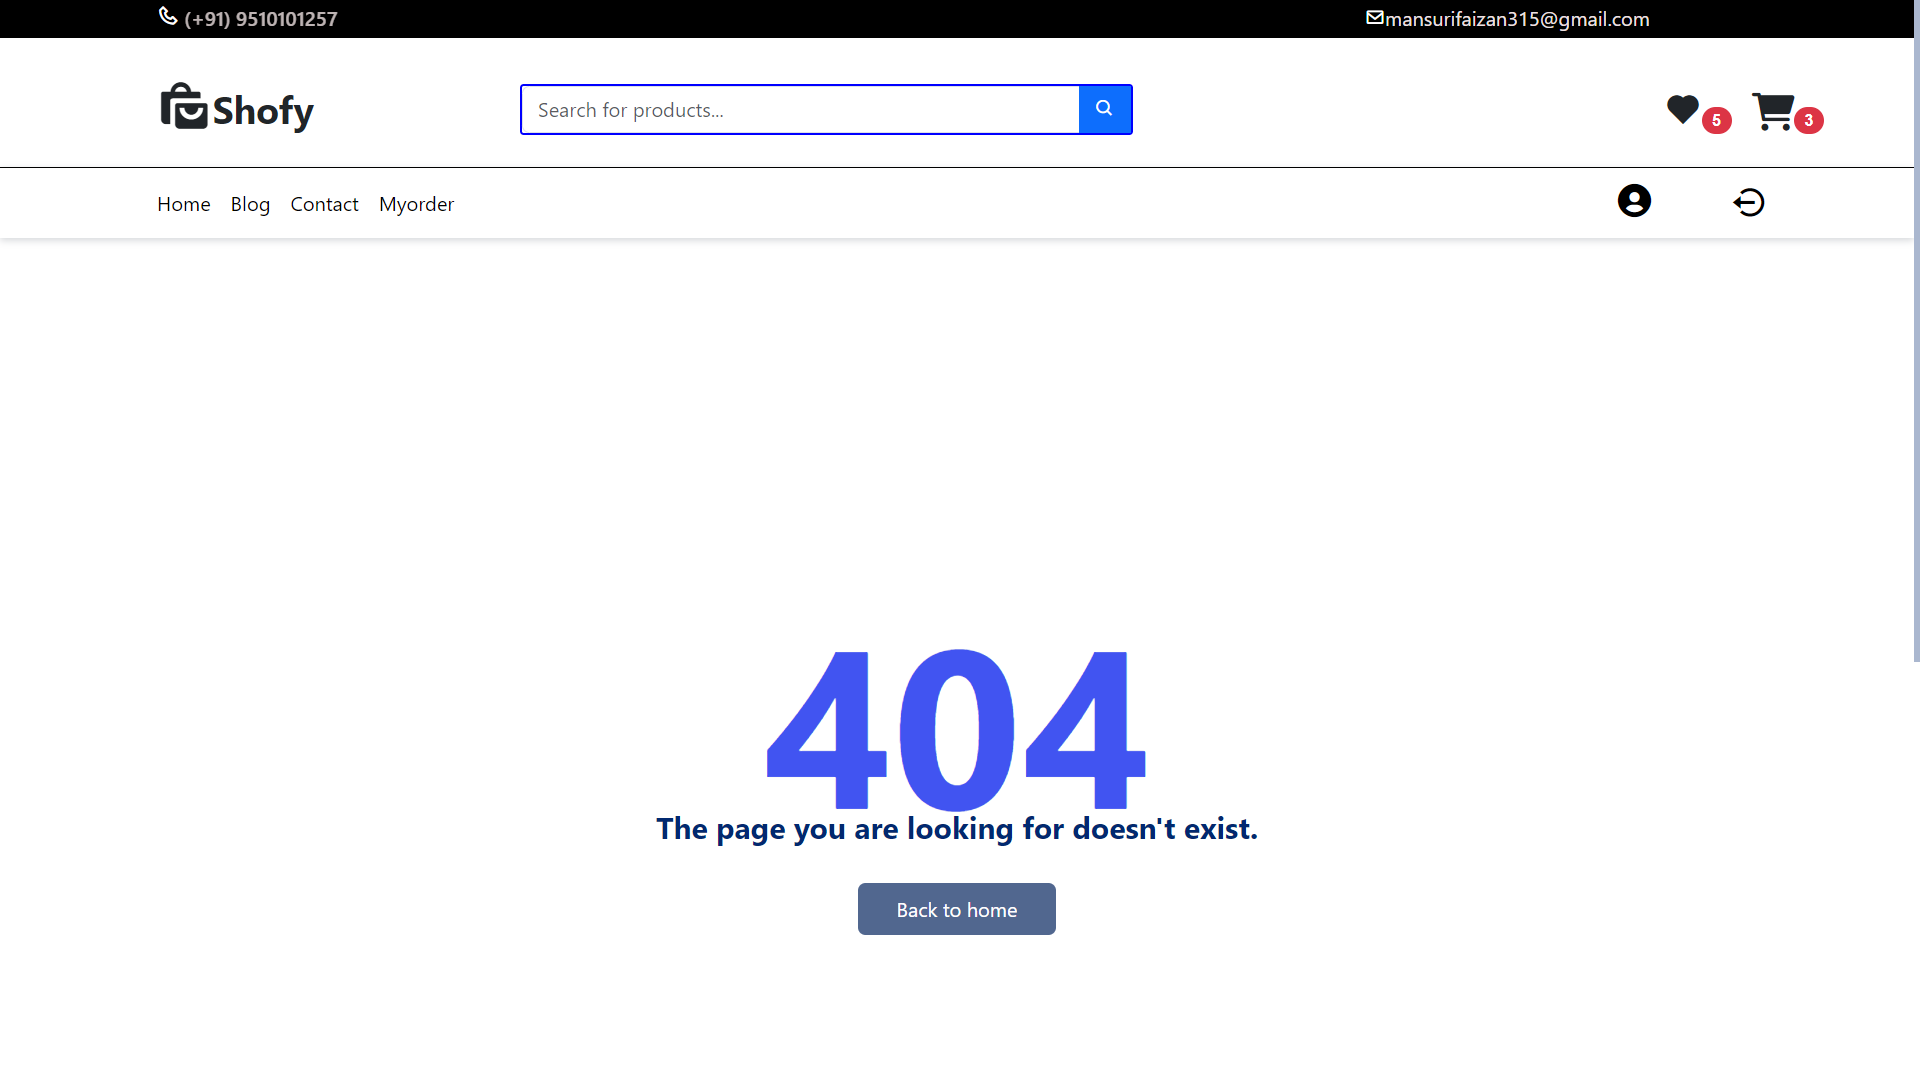 (+91) 9510101257
mansurifaizan315@gmail.com
Shofy
Search for products...
5
3
Home
Blog
Contact
Myorder
404
The page you are looking for doesn't exist.
Back to home